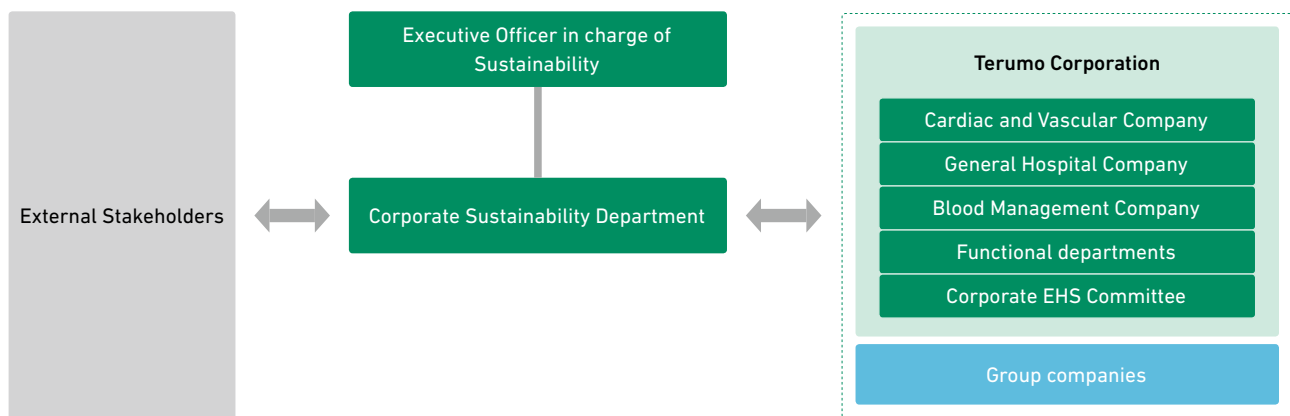 External Stakeholders
Executive Officer in charge of
Sustainability
Corporate Sustainability Department
Terumo Corporation
Cardiac and Vascular Company
General Hospital Company
Blood Management Company
Functional departments
Corporate EHS Committee
Group companies